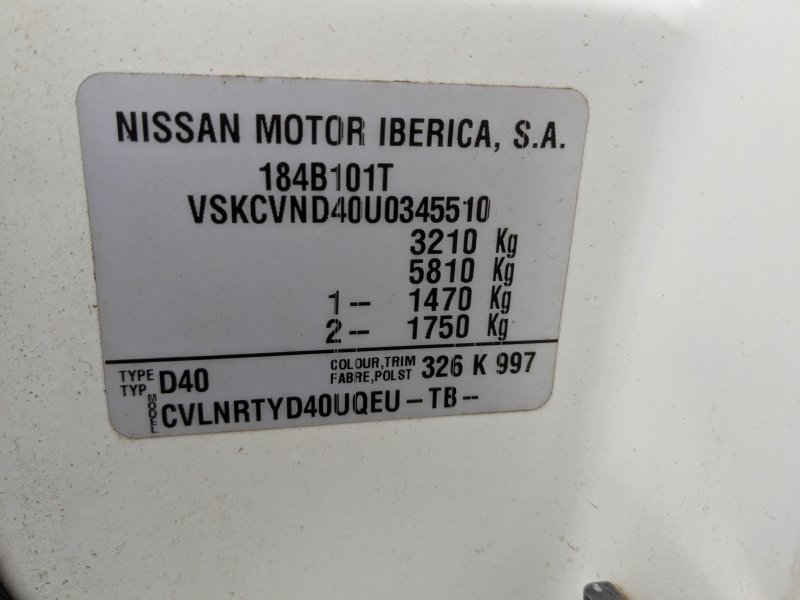 NISSAN MOTOR IBERICA, S.A.
184B101T
VSKCVND40U0345510
3210 Kg
5810 Kg
1-- 1470 Kg
2-- 1750 Kg
TYPE TYP D40 COLOUR,TRIM FABRE,POLST 326 K 997
MODEL CVLNRTYD40UQEU-TB--